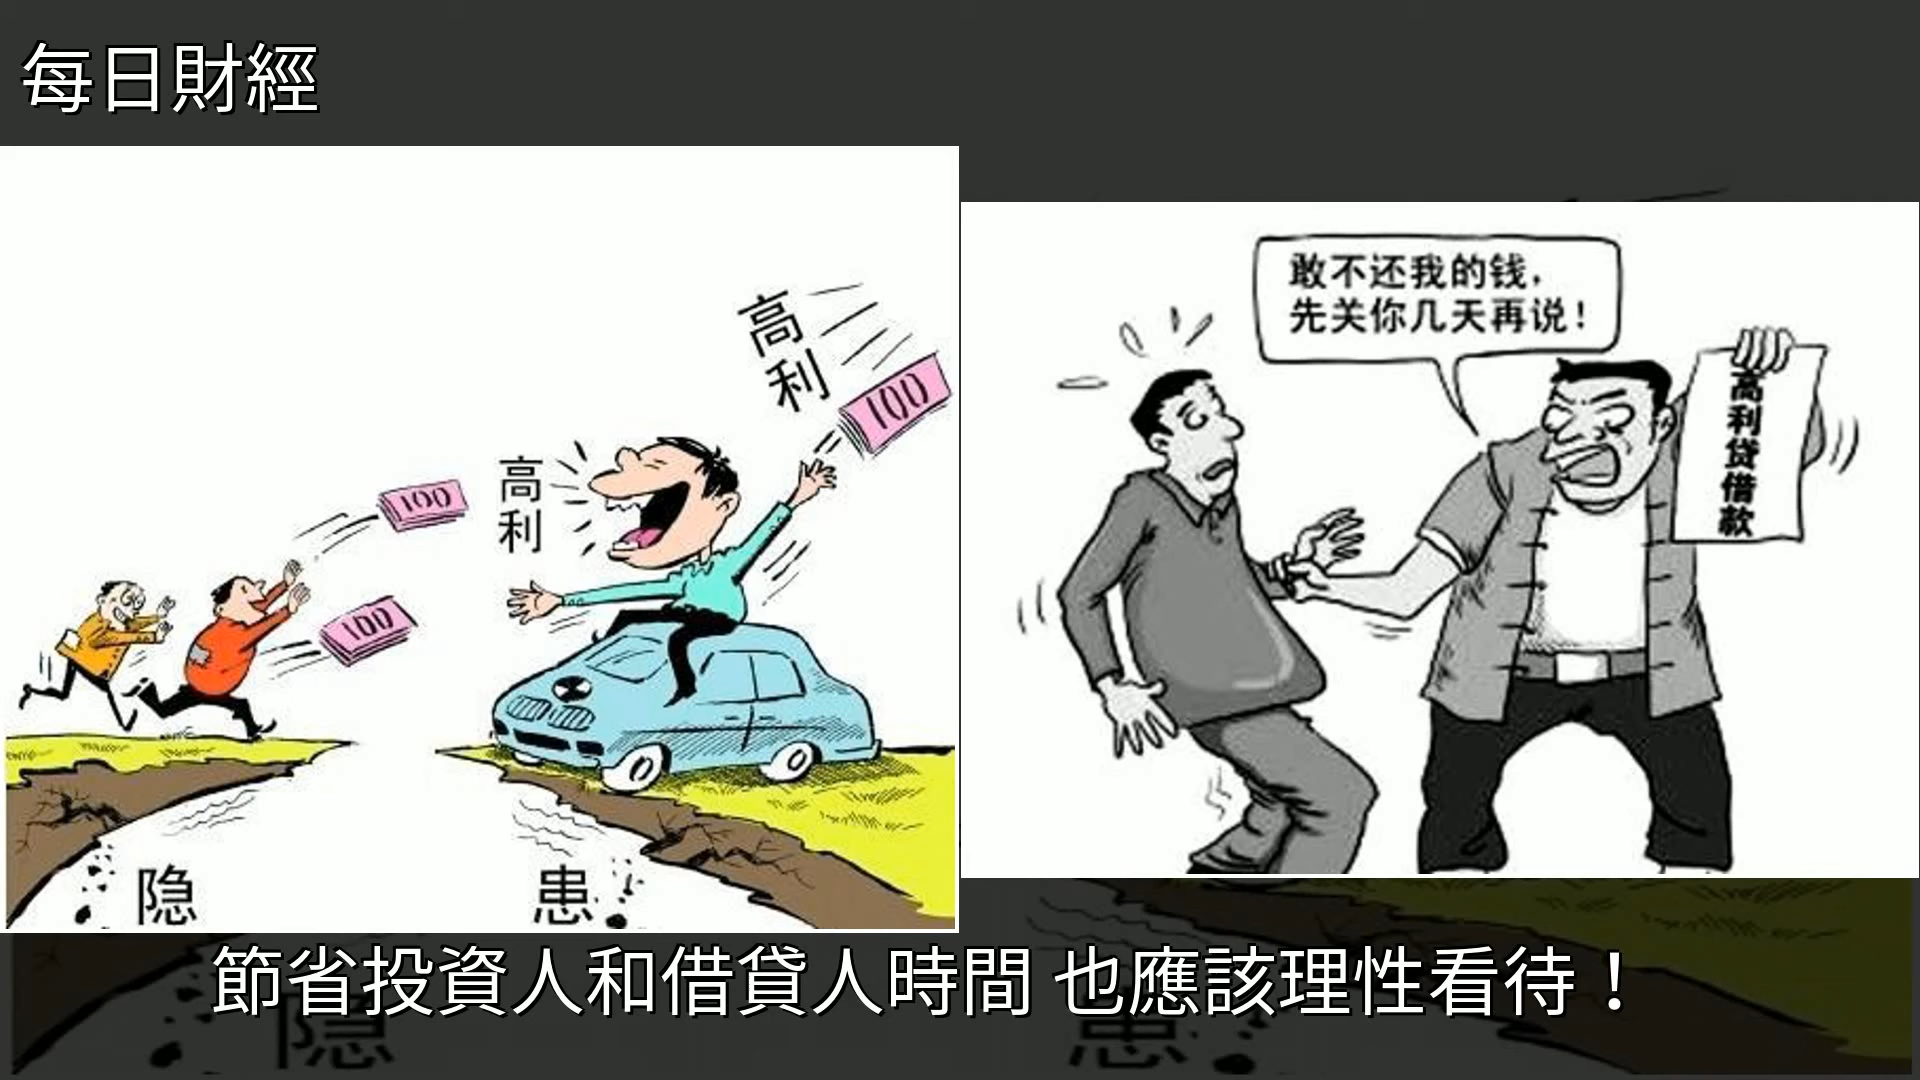 每日財經
高利
100
高利
100
100
隐患
敢不还我的钱，
先关你几天再说！
高利贷借款
節省投資人和借貸人時間 也應該理性看待！
隐患